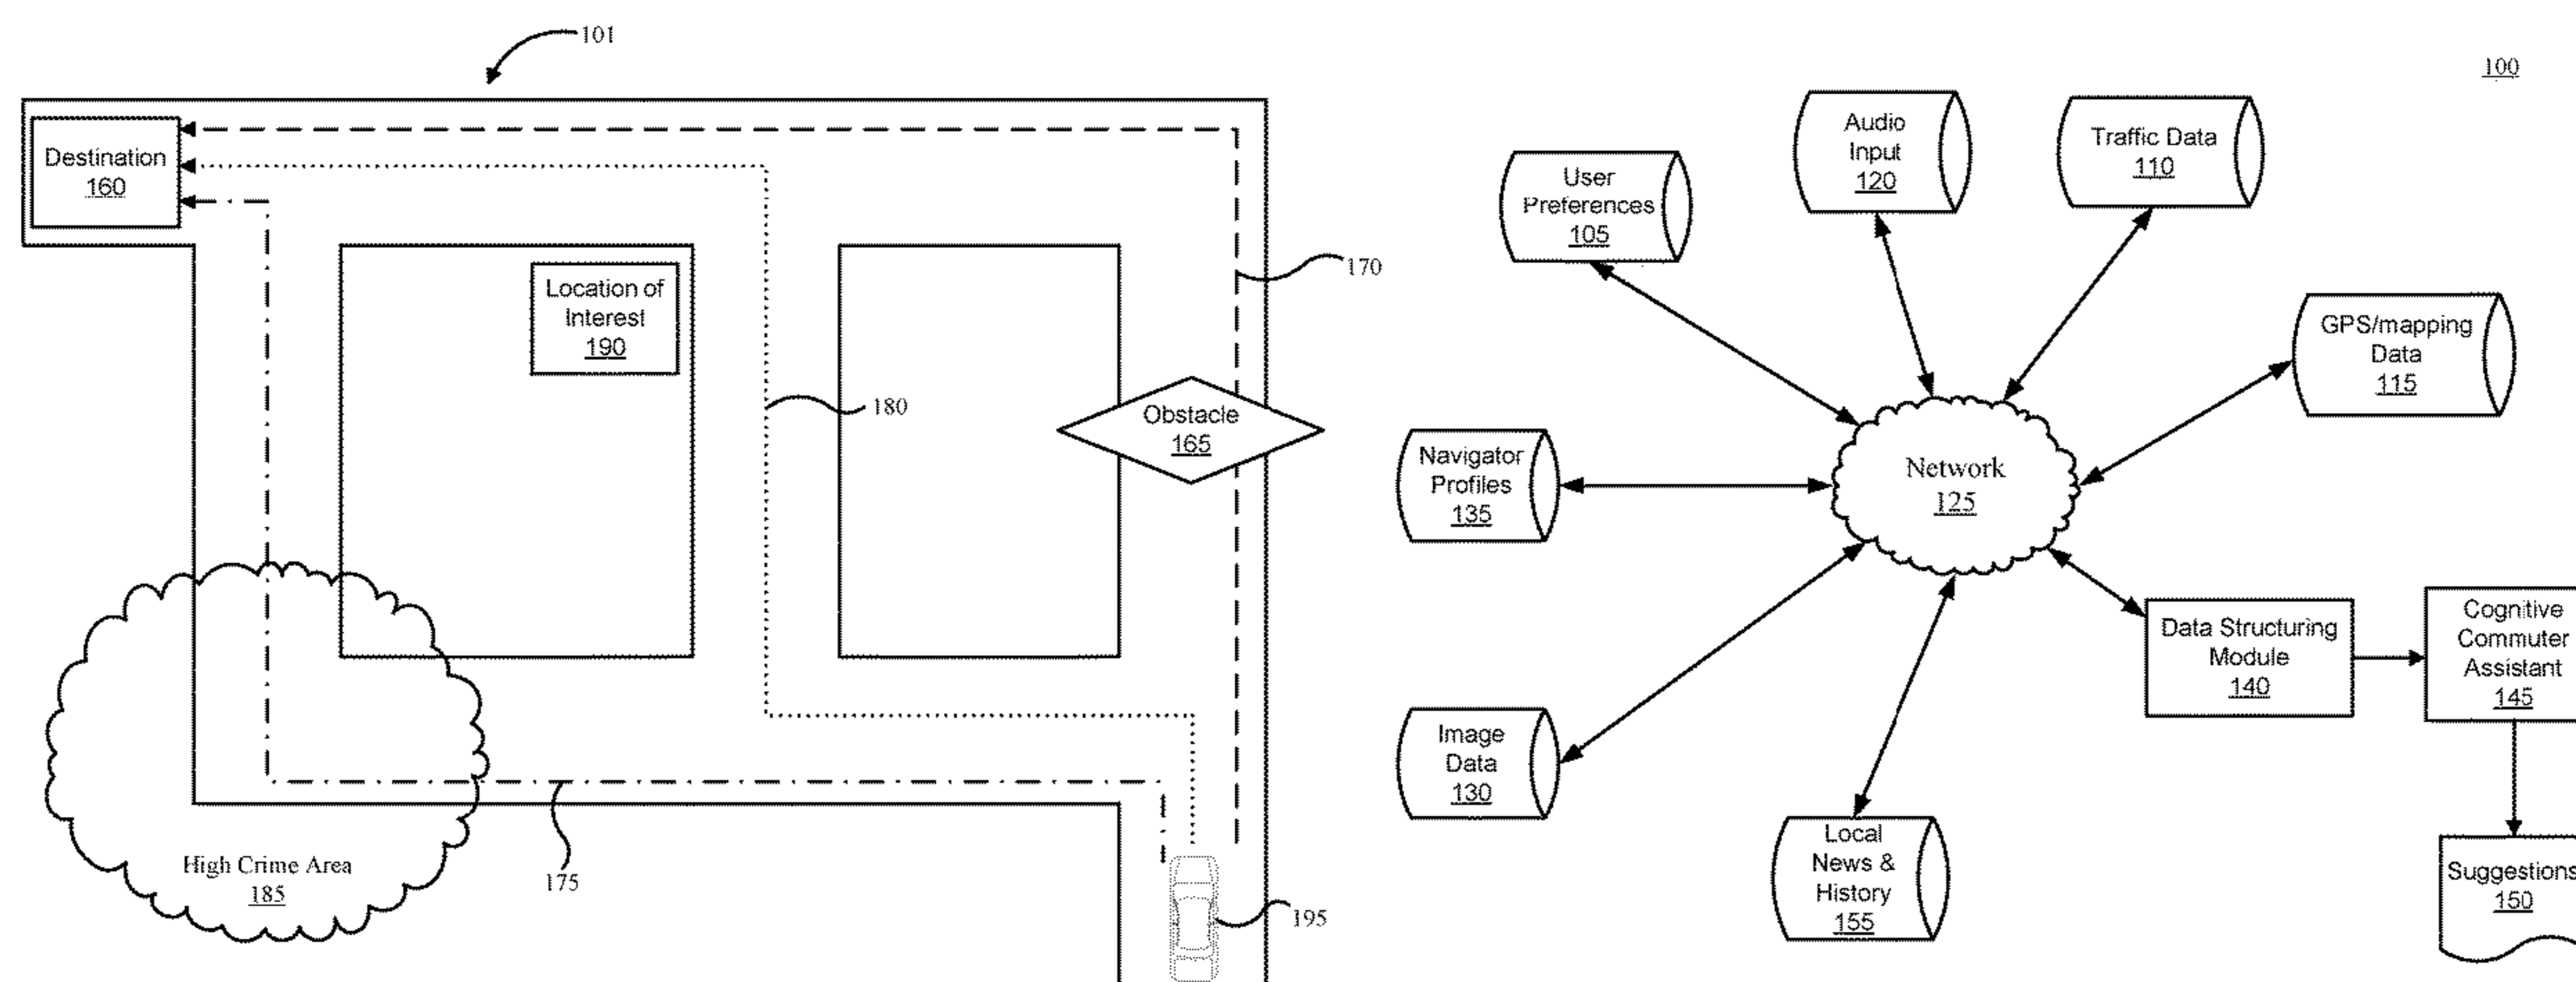 101
100
Destination
160
Location of
Interest
190
170
180
Obstacle
165
High Crime Area
185
175
195
User
Preferences
105
Audio
Input
120
Traffic Data
110
GPS/mapping
Data
115
Navigator
Profiles
135
Network
125
Image
Data
130
Local
News &
History
155
Data Structuring
Module
140
Cognitive
Commuter
Assistant
145
Suggestions
150